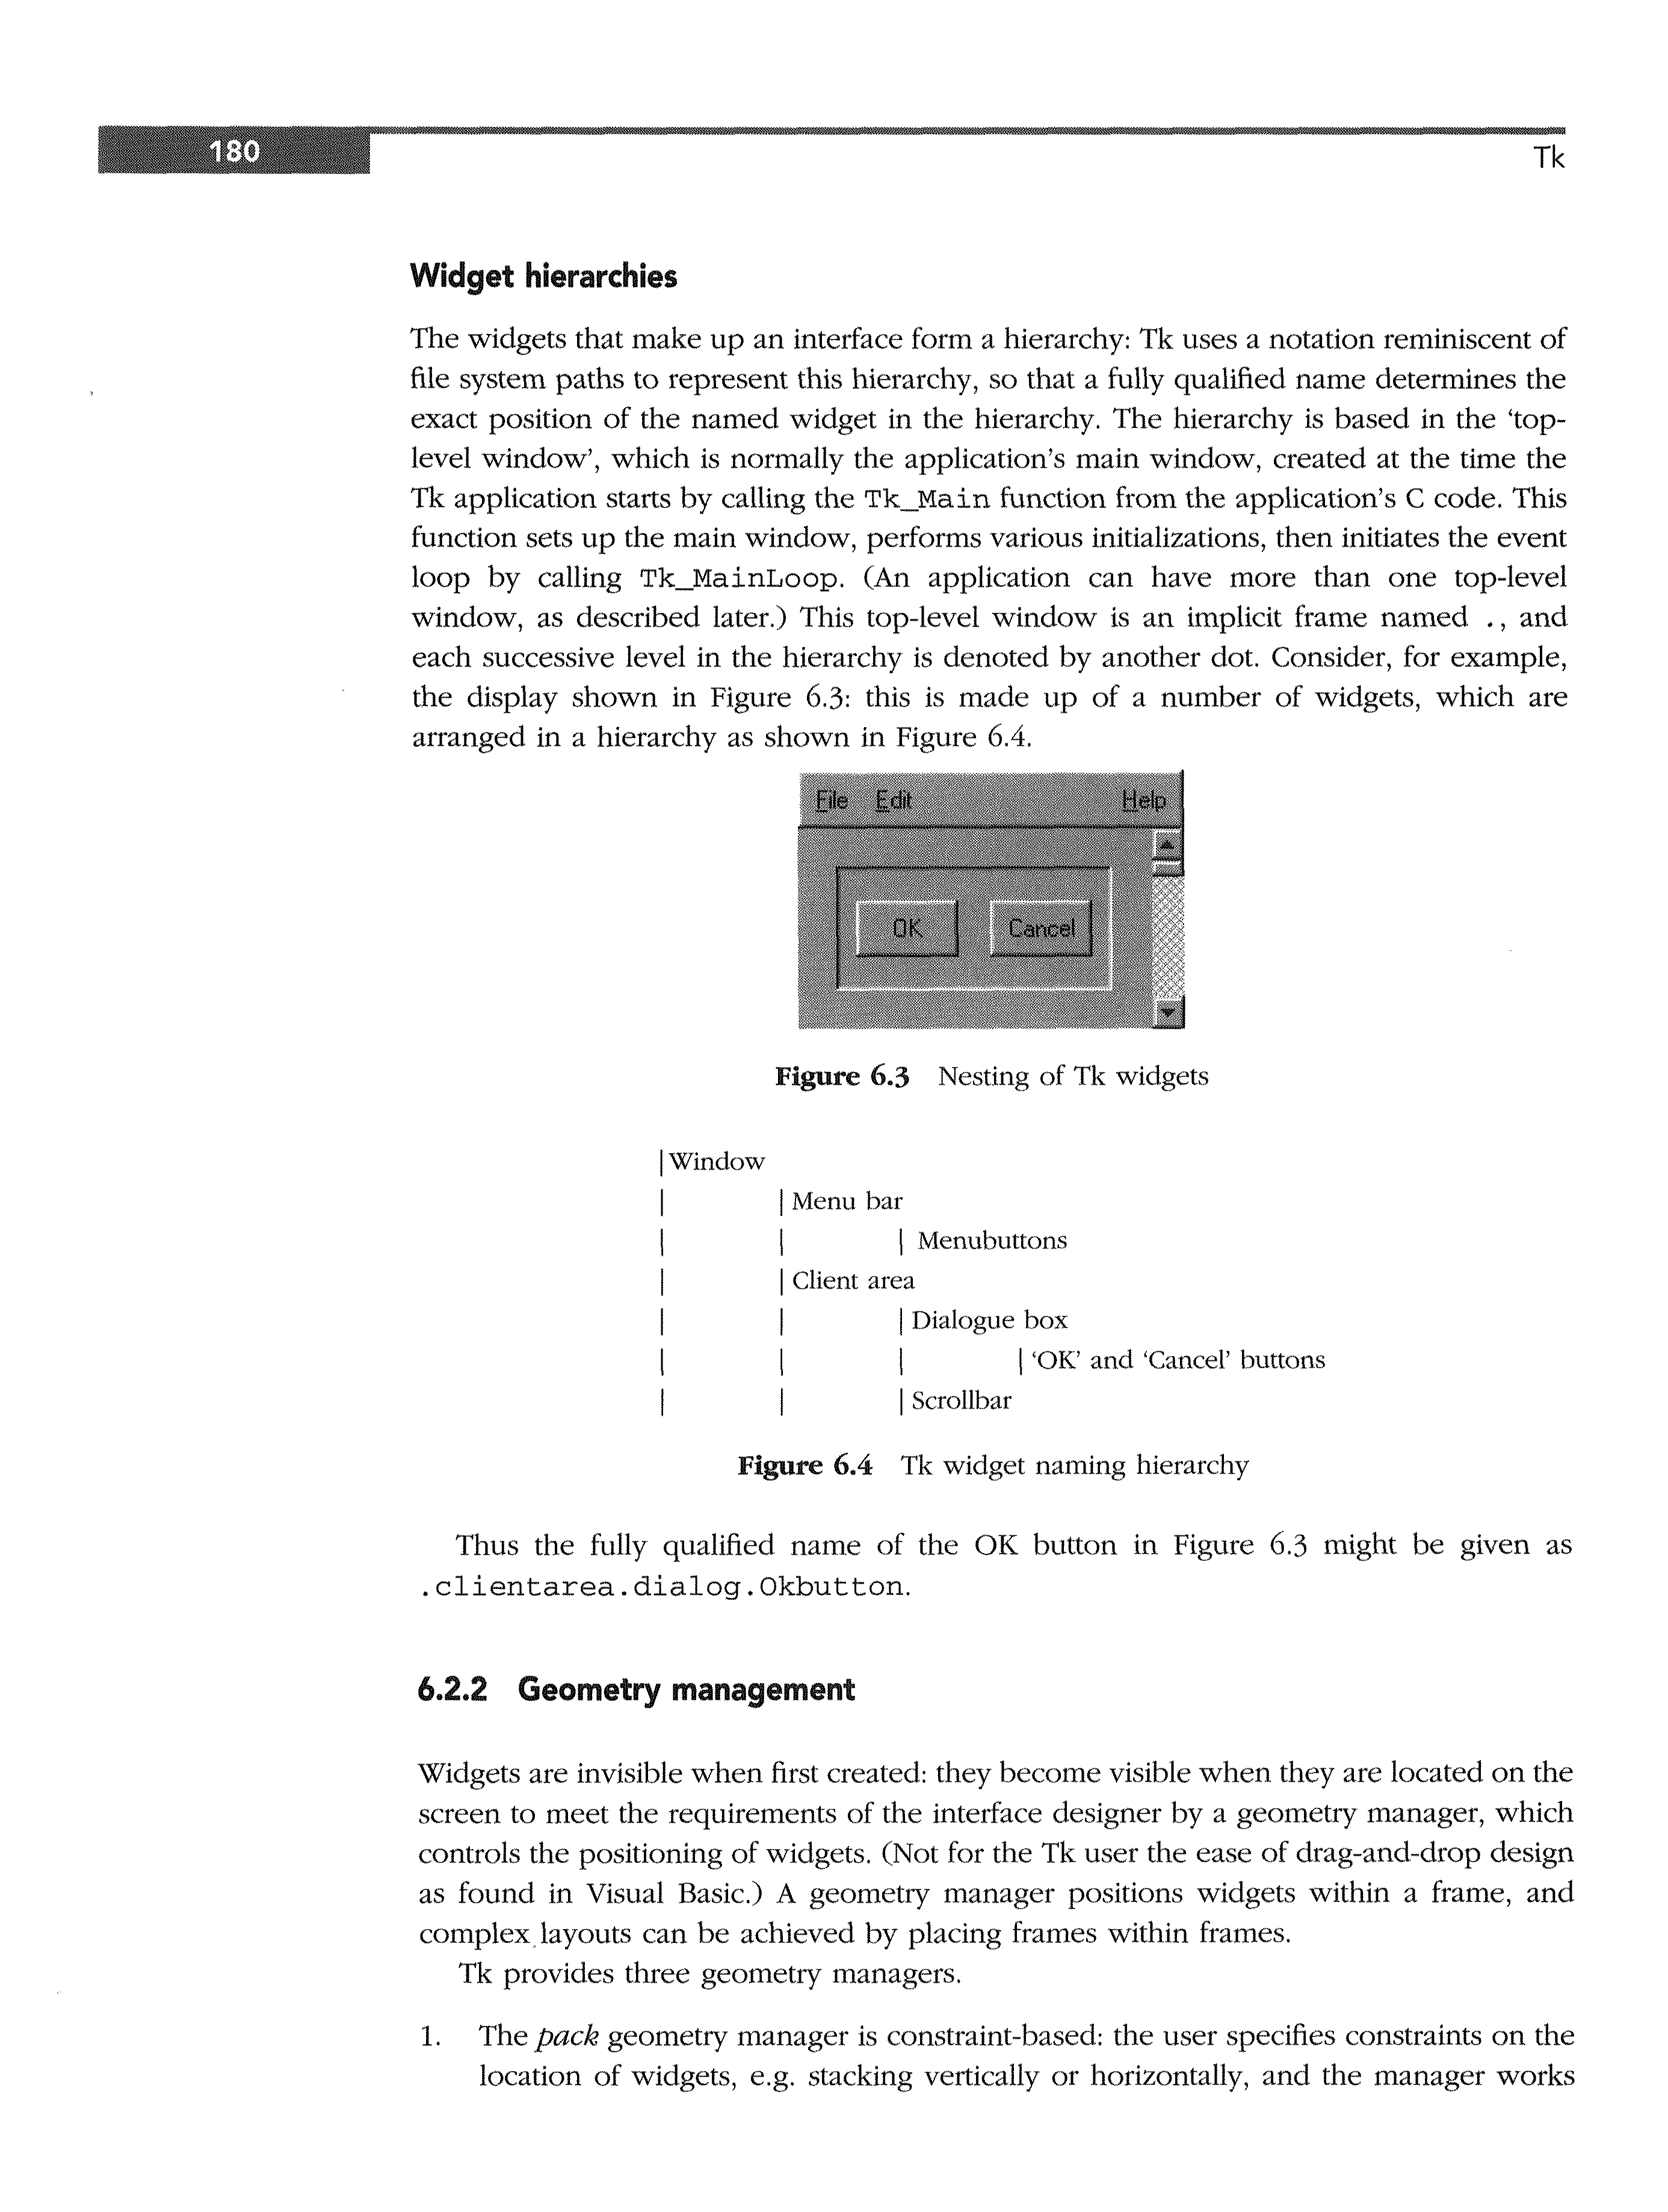 180
Tk
Widget hierarchies
The widgets that make up an interface form a hierarchy: Tk uses a notation reminiscent of
file system paths to represent this hierarchy, so that a fully qualified name determines the
exact position of the named widget in the hierarchy. The hierarchy is based in the ‘top-
level window’, which is normally the application’s main window, created at the time the
Tk application starts by calling the Tk_Main function from the application’s C code. This
function sets up the main window, performs various initializations, then initiates the event
loop by calling Tk_MainLoop. (An application can have more than one top-level
window, as described later.) This top-level window is an implicit frame named ., and
each successive level in the hierarchy is denoted by another dot. Consider, for example,
the display shown in Figure 6.3: this is made up of a number of widgets, which are
arranged in a hierarchy as shown in Figure 6.4.
File Edit Help
OK Cancel
Figure 6.3 Nesting of Tk widgets
|Window
| |Menu bar
| | | Menubuttons
| |Client area
| | |Dialogue box
| | | |‘OK’ and ‘Cancel’ buttons
| | |Scrollbar
Figure 6.4 Tk widget naming hierarchy
Thus the fully qualified name of the OK button in Figure 6.3 might be given as
.clientarea.dialog.Okbutton.
6.2.2 Geometry management
Widgets are invisible when first created: they become visible when they are located on the
screen to meet the requirements of the interface designer by a geometry manager, which
controls the positioning of widgets. (Not for the Tk user the ease of drag-and-drop design
as found in Visual Basic.) A geometry manager positions widgets within a frame, and
complex layouts can be achieved by placing frames within frames.
Tk provides three geometry managers.
1. The pack geometry manager is constraint-based: the user specifies constraints on the
location of widgets, e.g. stacking vertically or horizontally, and the manager works